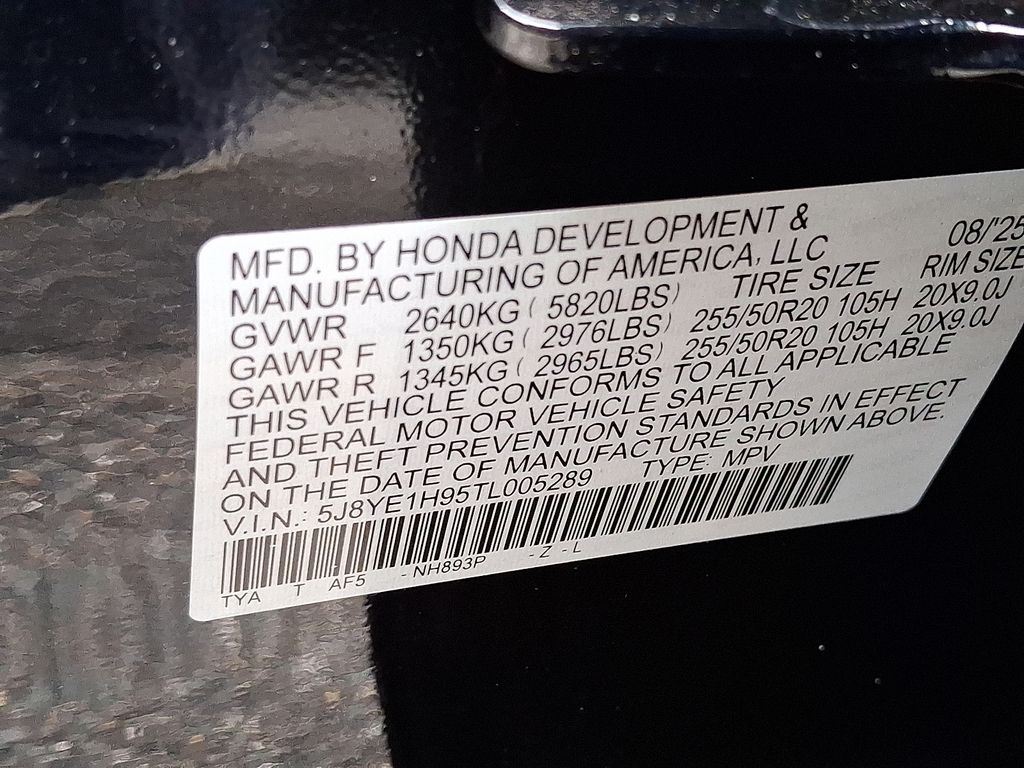 08/'25
MFD. BY HONDA DEVELOPMENT &
MANUFACTURING OF AMERICA, LLC
GVWR 2640KG ( 5820LBS) TIRE SIZE RIM SIZE
GAWR F 1350KG ( 2976LBS) 255/50R20 105H 20X9.0J
GAWR R 1345KG ( 2965LBS) 255/50R20 105H 20X9.0J
THIS VEHICLE CONFORMS TO ALL APPLICABLE
FEDERAL MOTOR VEHICLE SAFETY
AND THEFT PREVENTION STANDARDS IN EFFECT
ON THE DATE OF MANUFACTURE SHOWN ABOVE.
V.I.N.: 5J8YE1H95TL005289 TYPE: MPV
TYA T AF5 -NH893P -Z-L